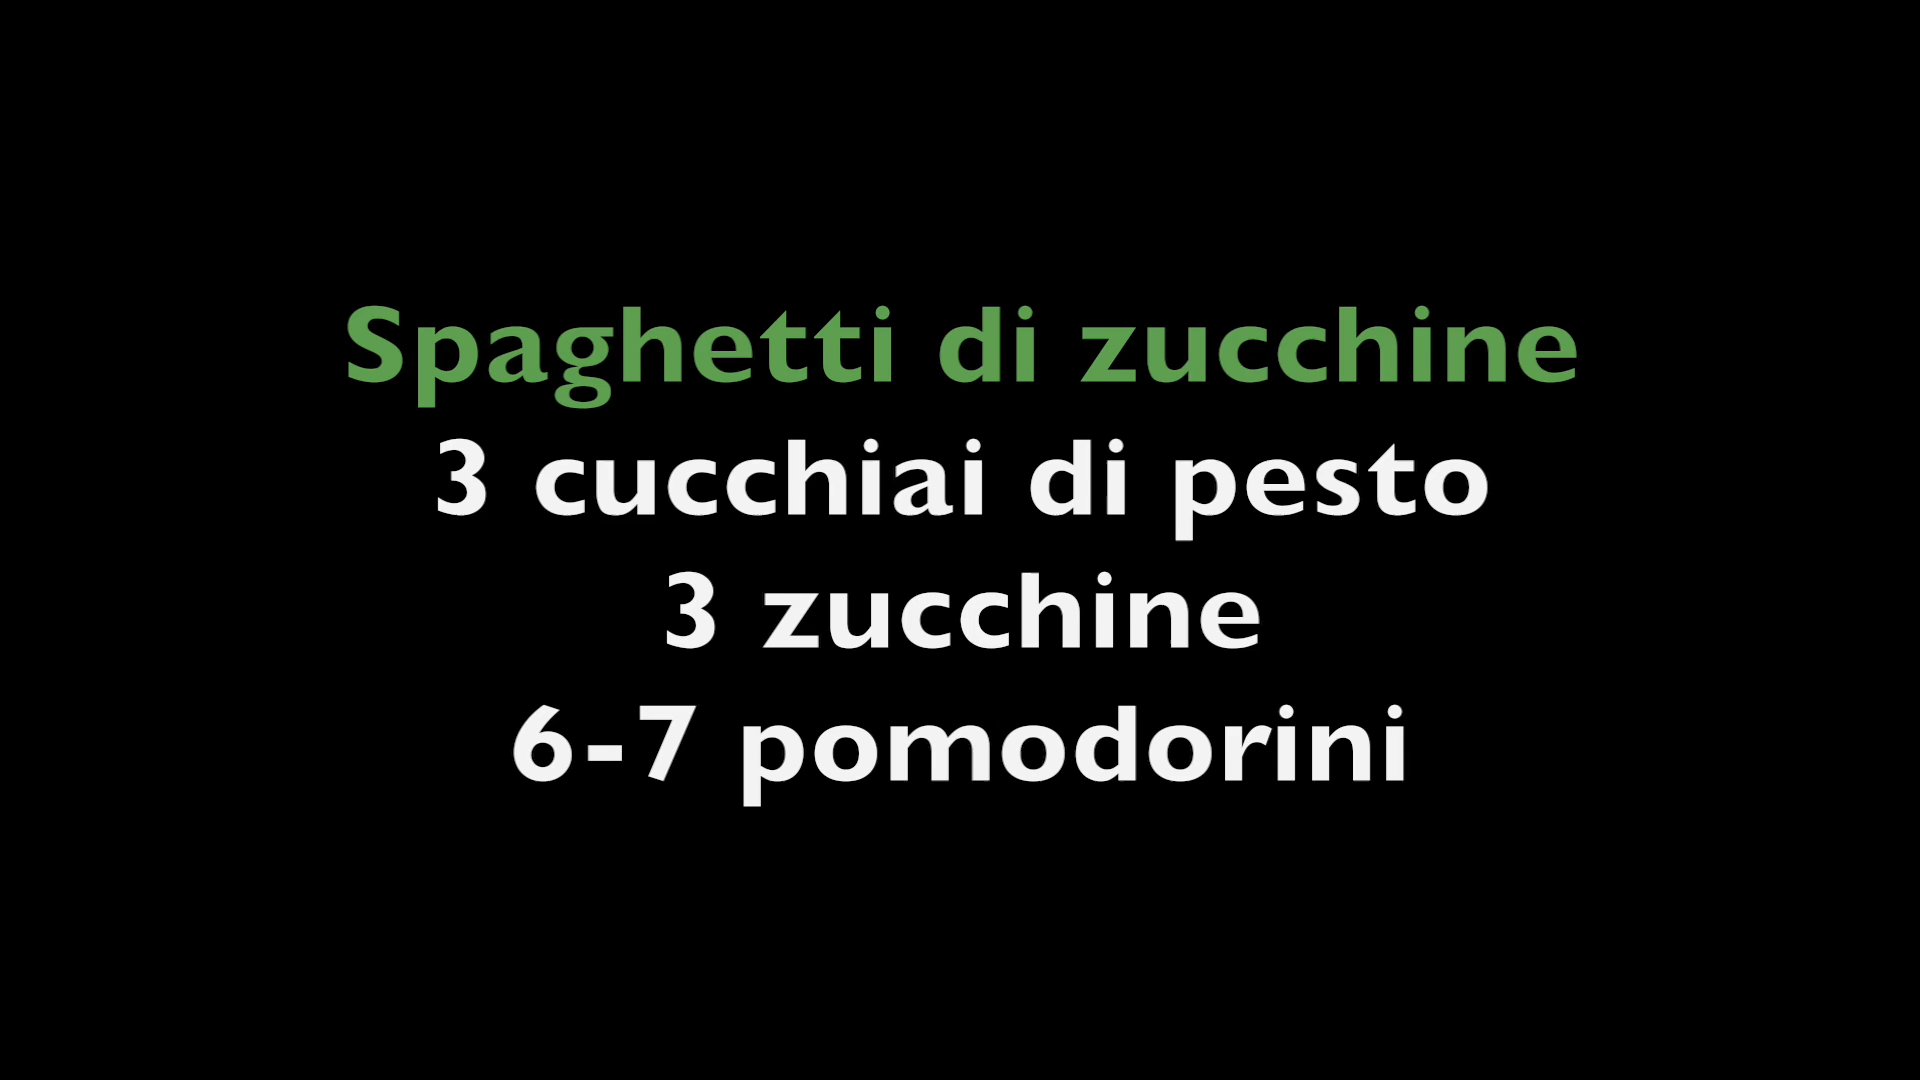 Spaghetti di zucchine
3 cucchiai di pesto
3 zucchine
6-7 pomodorini